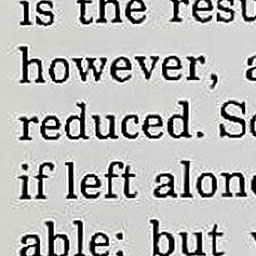 is the resu
however, a
reduced. So
if left alone
able; but